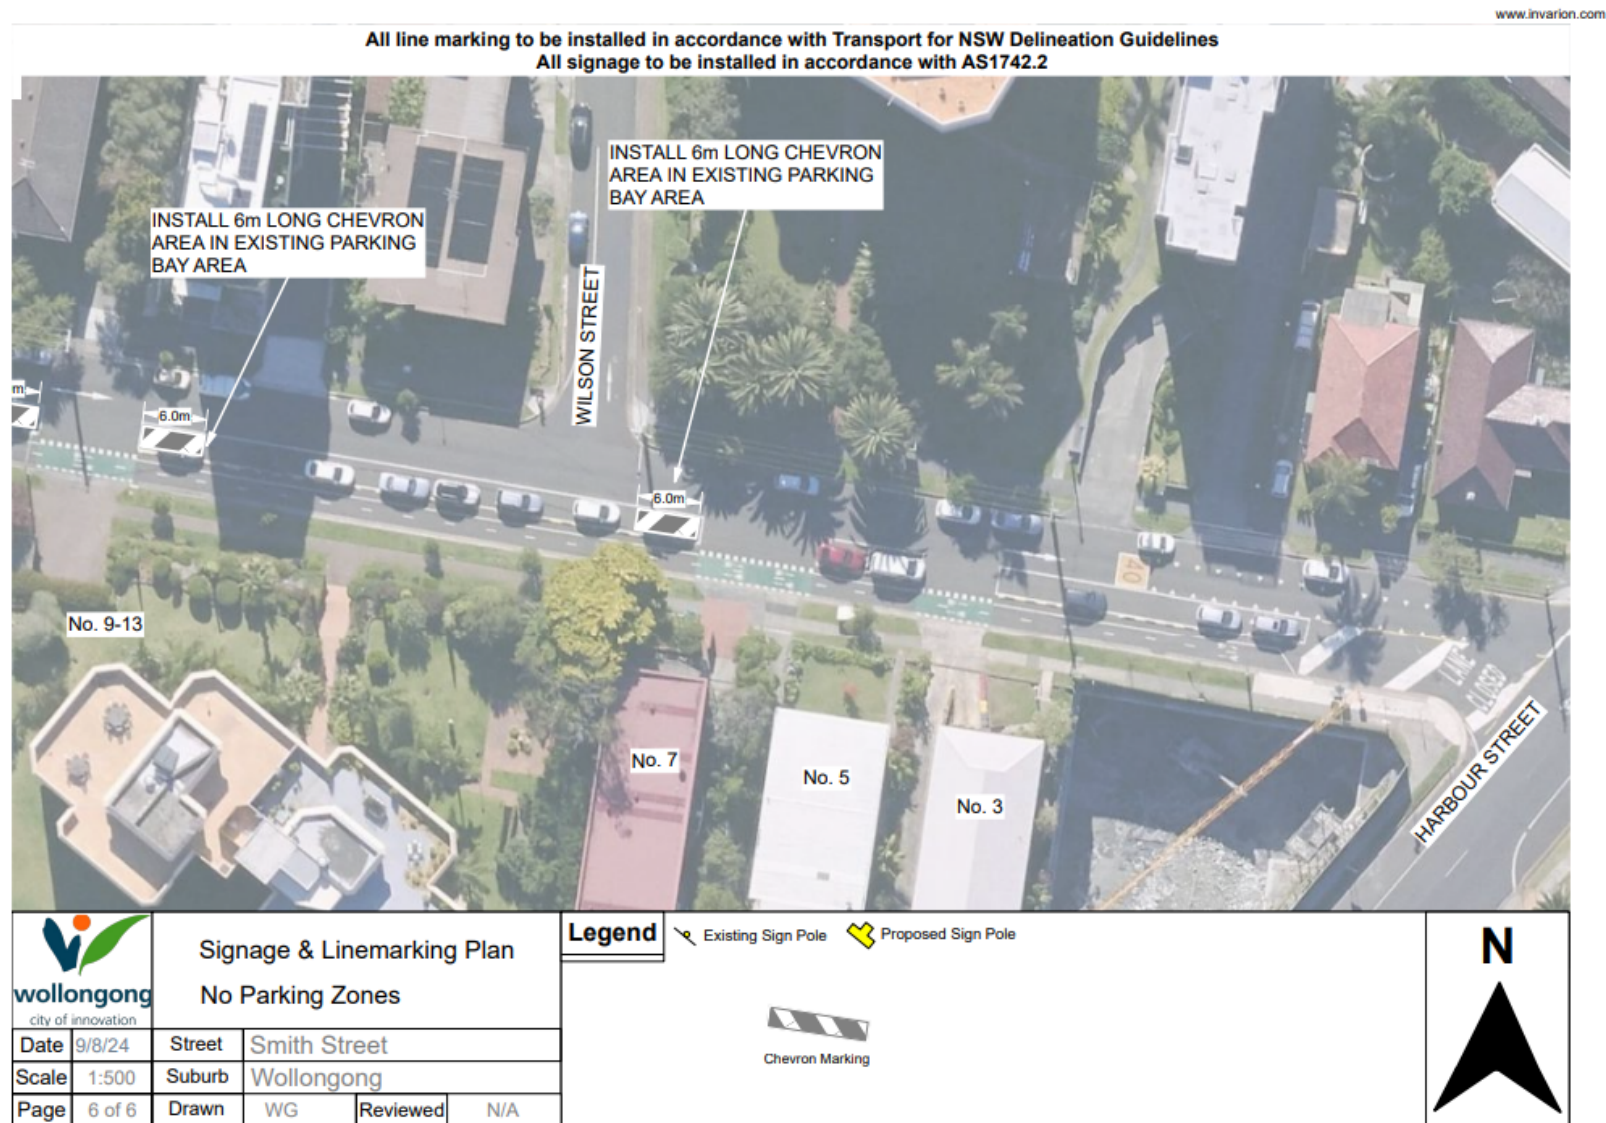 www.invarion.com
All line marking to be installed in accordance with Transport for NSW Delineation Guidelines
All signage to be installed in accordance with AS1742.2
INSTALL 6m LONG CHEVRON
AREA IN EXISTING PARKING
BAY AREA
INSTALL 6m LONG CHEVRON
AREA IN EXISTING PARKING
BAY AREA
WILSON STREET
m
6.0m
6.0m
40
LANE
CLOSED
HARBOUR STREET
No. 9-13
No. 7
No. 5
No. 3
wollongong
city of innovation
Signage & Linemarking Plan
No Parking Zones
Date 9/8/24 Street Smith Street
Scale 1:500 Suburb Wollongong
Page 6 of 6 Drawn WG Reviewed N/A
Legend
Existing Sign Pole
Proposed Sign Pole
Chevron Marking
N